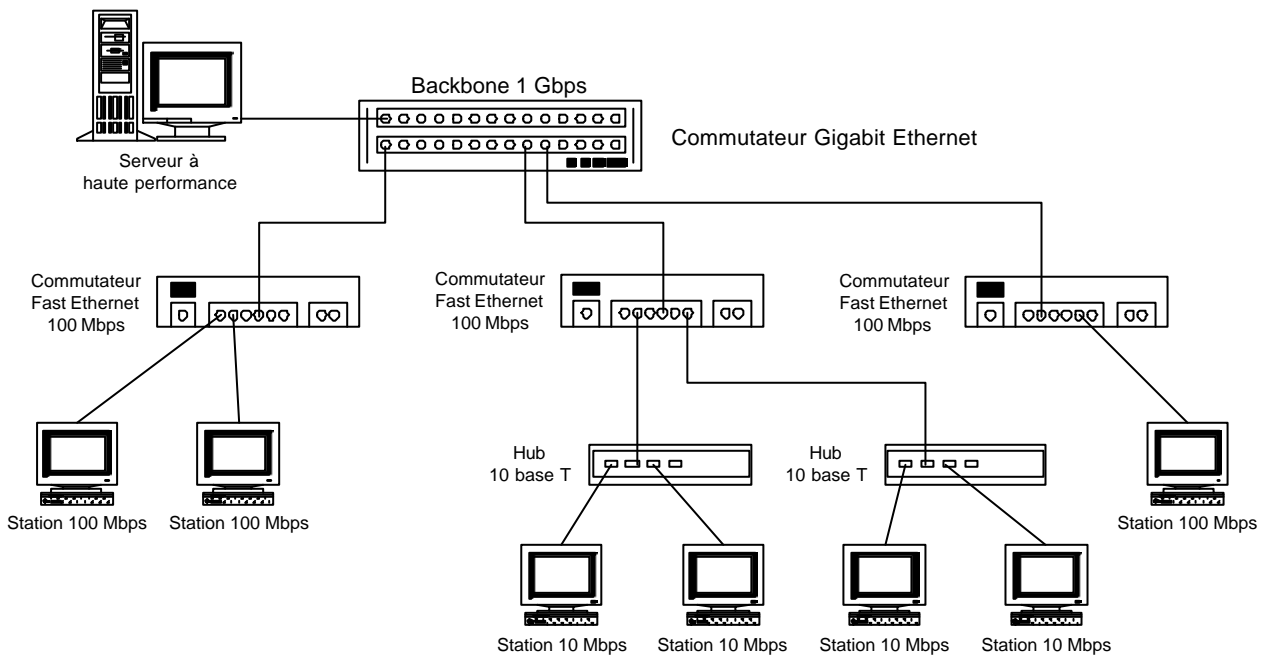 Backbone 1 Gbps
Commutateur Gigabit Ethernet
Serveur à
haute performance
Commutateur
Fast Ethernet
100 Mbps
Commutateur
Fast Ethernet
100 Mbps
Commutateur
Fast Ethernet
100 Mbps
Hub
10 base T
Hub
10 base T
Station 100 Mbps
Station 100 Mbps
Station 100 Mbps
Station 10 Mbps
Station 10 Mbps
Station 10 Mbps
Station 10 Mbps